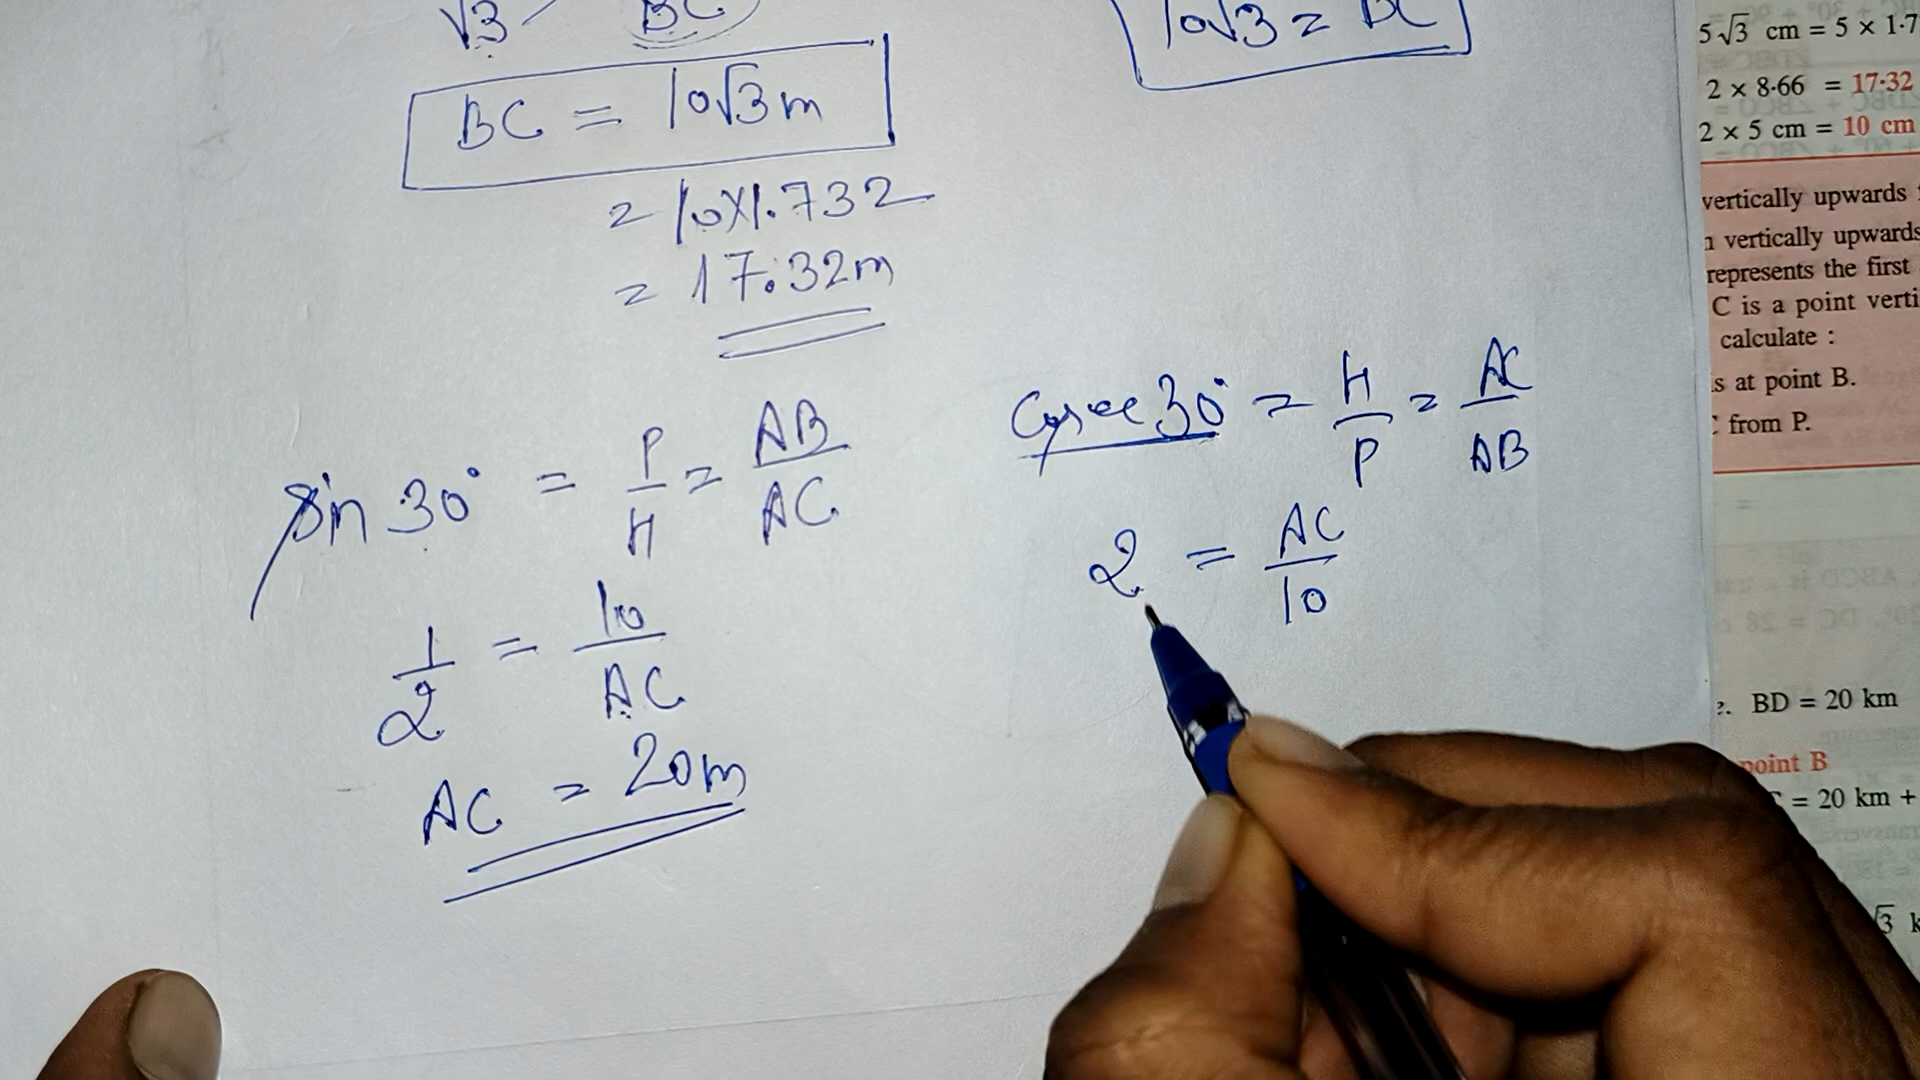 √3 BC
10√3 = BC
BC = 10√3 m
= 10×1.732
= 17.32m
sin 30° = P/H = AB/AC
1/2 = 10/AC
AC = 20m
Cosec 30° = H/P = AC/AB
2 = AC/10
5√3 cm = 5 × 1·7
2 × 8·66 = 17·32
2 × 5 cm = 10 cm
vertically upwards
n vertically upwards
represents the first
C is a point verti
calculate :
is at point B.
C from P.
BD = 20 km
point B
= 20 km +
√3 k